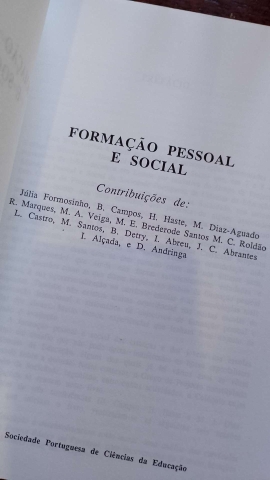 FORMAÇÃO PESSOAL
E SOCIAL
Contribuições de:
Júlia Formosinho, B. Campos, H. Haste, M. Diaz-Aguado
R. Marques, M. A. Veiga, M. E. Brederode Santos M. C. Roldão
L. Castro, M. Santos, B. Detry, I. Abreu, J. C. Abrantes
I. Alçada, e D. Andringa
Sociedade Portuguesa de Ciências da Educação